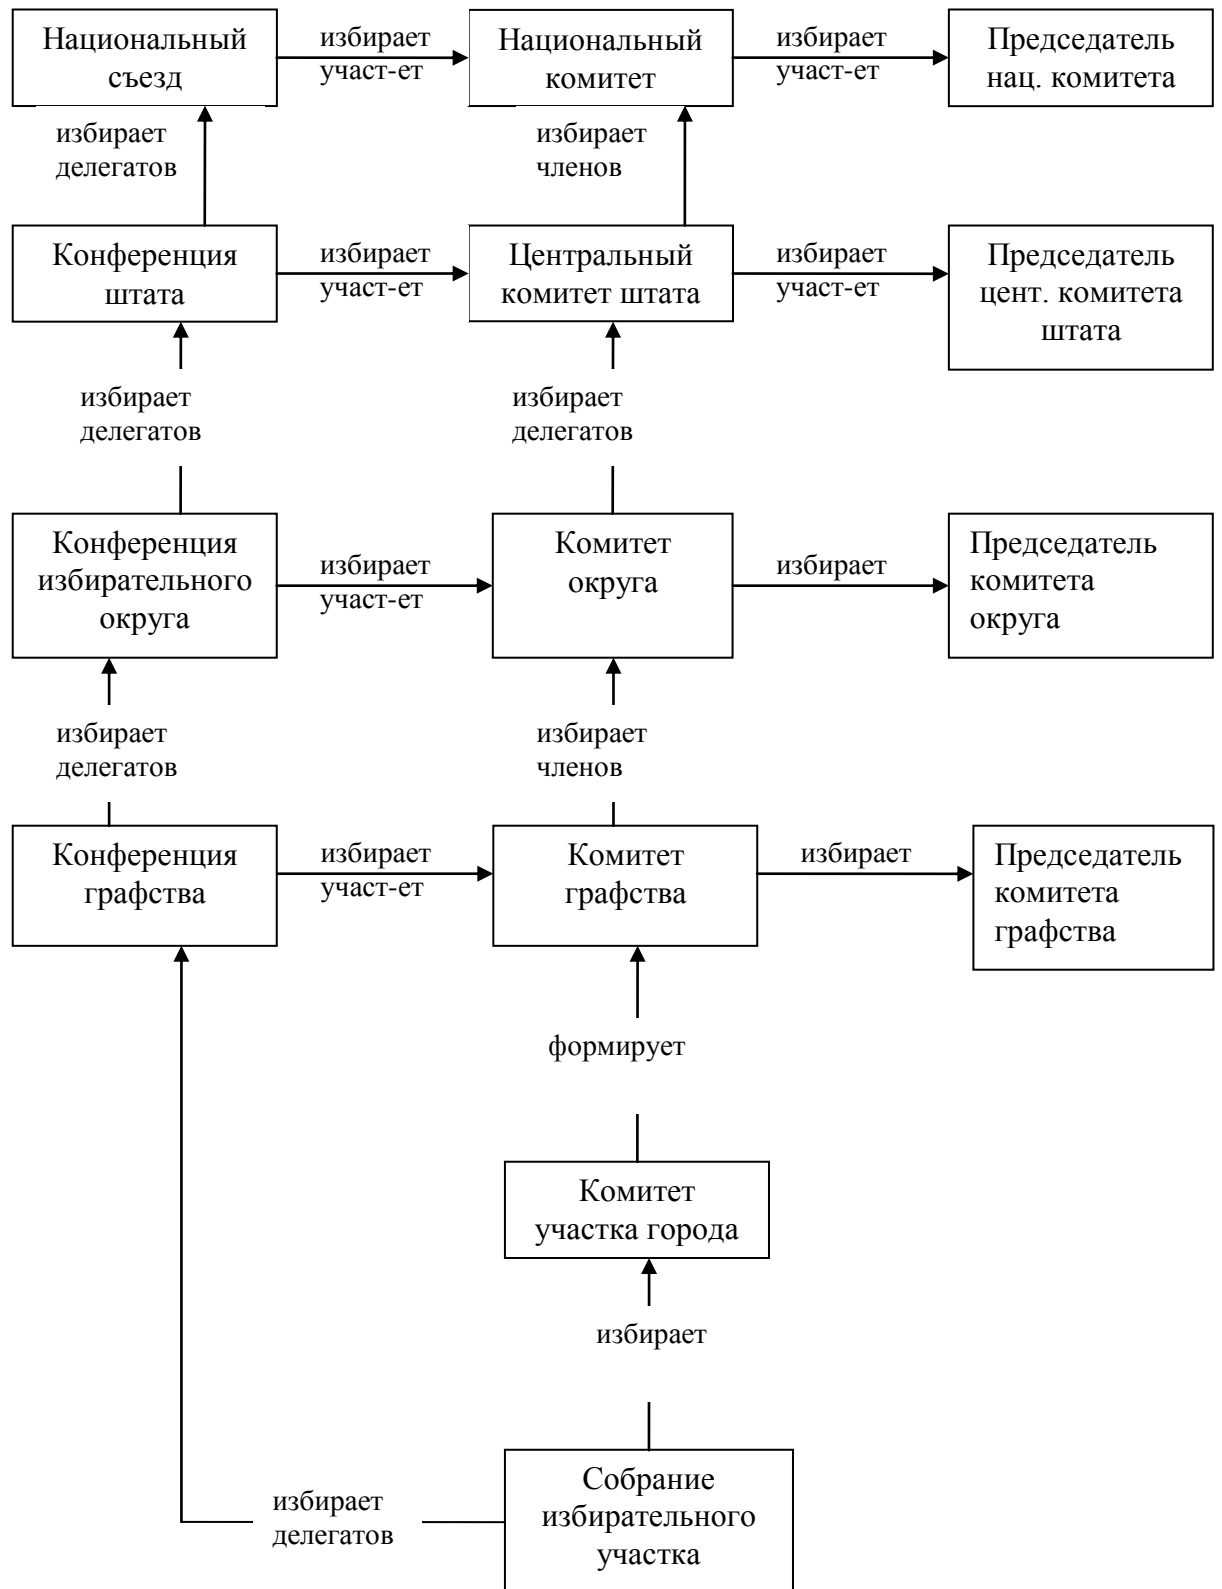 Национальный
съезд
избирает
участ-ет
Национальный
комитет
избирает
участ-ет
Председатель
нац. комитета
избирает
делегатов
избирает
членов
Конференция
штата
избирает
участ-ет
Центральный
комитет штата
избирает
участ-ет
Председатель
цент. комитета
штата
избирает
делегатов
избирает
делегатов
Конференция
избирательного
округа
избирает
участ-ет
Комитет
округа
избирает
Председатель
комитета
округа
избирает
делегатов
избирает
членов
Конференция
графства
избирает
участ-ет
Комитет
графства
избирает
Председатель
комитета
графства
формирует
Комитет
участка города
избирает
Собрание
избирательного
участка
избирает
делегатов